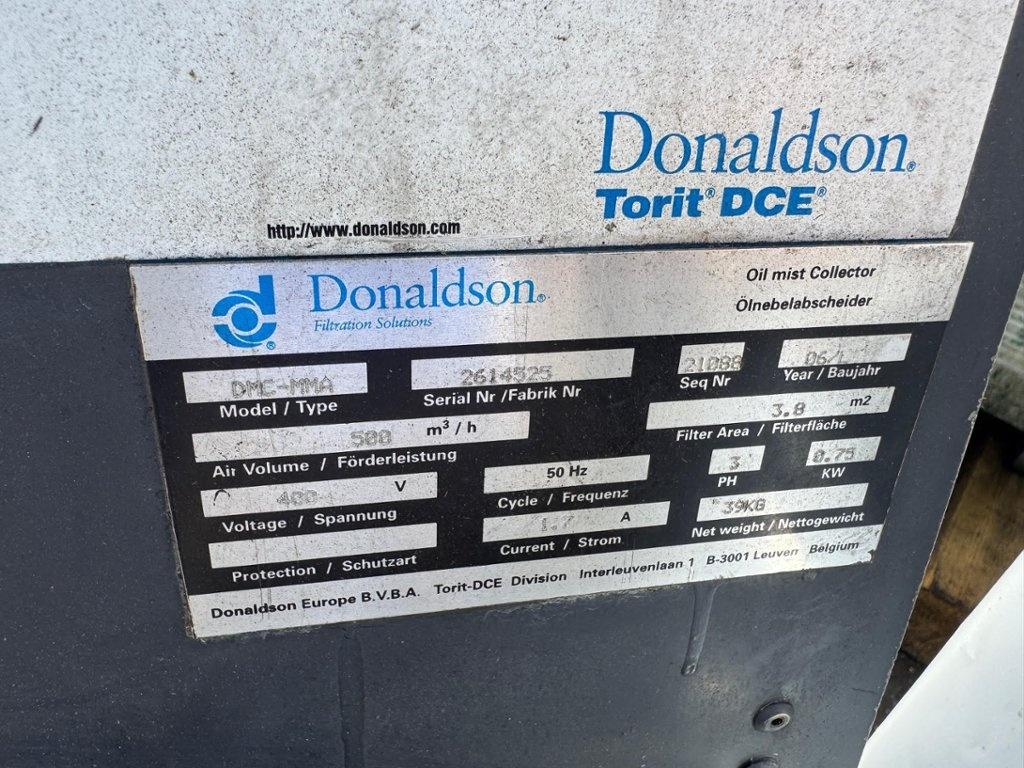 Donaldson®
Torit® DCE®
http://www.donaldson.com
Donaldson®
Filtration Solutions
Oil mist Collector
Ölnebelabscheider
DMC-MMA
Model / Type
2614525
Serial Nr /Fabrik Nr
21088
Seq Nr
06/
Year / Baujahr
500 m³ / h
Air Volume / Förderleistung
3.8 m2
Filter Area / Filterfläche
400 V
Voltage / Spannung
50 Hz
Cycle / Frequenz
3
PH
0.75
KW
Protection / Schutzart
1.7 A
Current / Strom
39KG
Net weight / Nettogewicht
Donaldson Europe B.V.B.A. Torit-DCE Division Interleuvenlaan 1 B-3001 Leuven Belgium